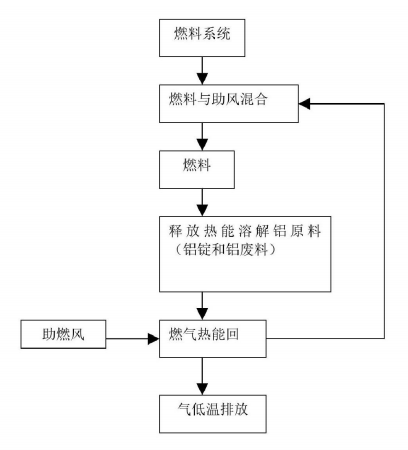 燃料系统
燃料与助风混合
燃料
释放热能溶解铝原料
（铝锭和铝废料）
助燃风
燃气热能回
气低温排放